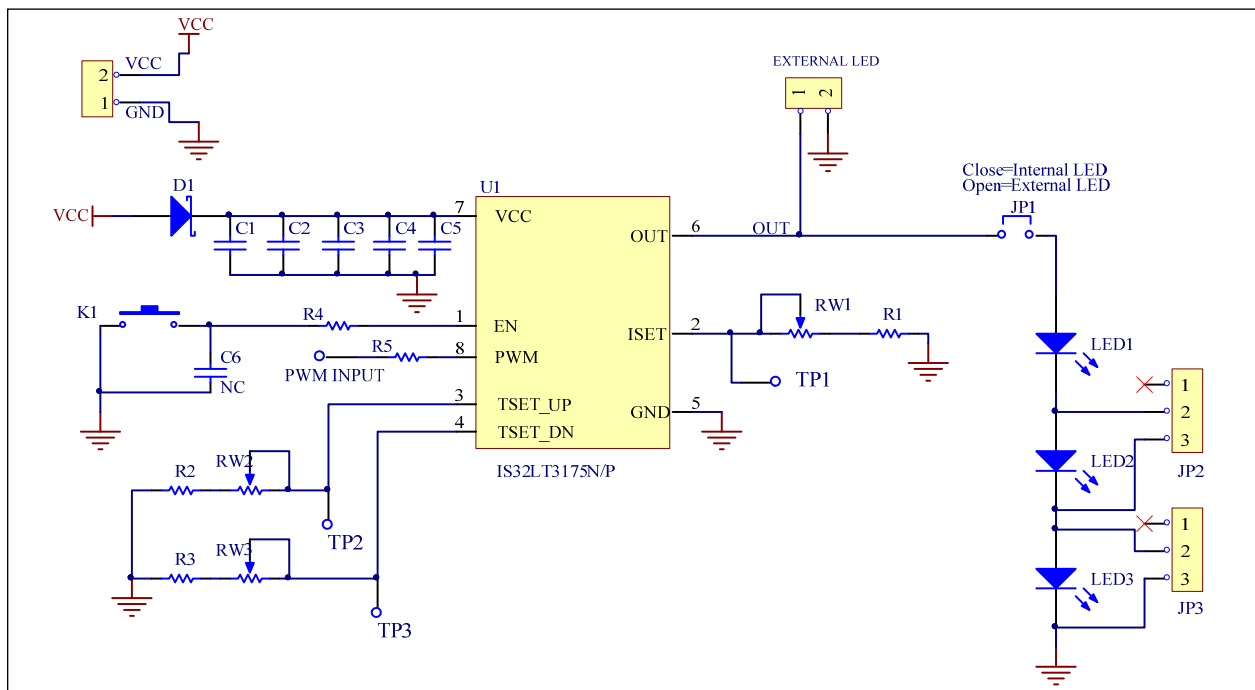 VCC
2
VCC
1
GND
EXTERNAL LED
1
2
Close=Internal LED
Open=External LED
JP1
D1
VCC
C1
C2
C3
C4
C5
U1
7
VCC
OUT
6
OUT
K1
R4
1
EN
C6
NC
R5
PWM INPUT
8
PWM
3
TSET_UP
4
TSET_DN
ISET
2
RW1
R1
TP1
GND
5
IS32LT3175N/P
R2
RW2
TP2
R3
RW3
TP3
LED1
1
2
3
JP2
LED2
1
2
3
JP3
LED3